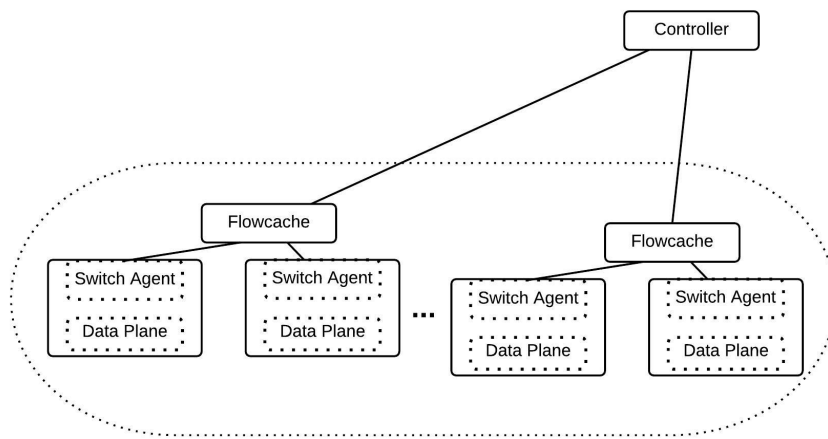 Controller
Flowcache
Flowcache
Switch Agent
Switch Agent
Switch Agent
Switch Agent
...
Data Plane
Data Plane
Data Plane
Data Plane